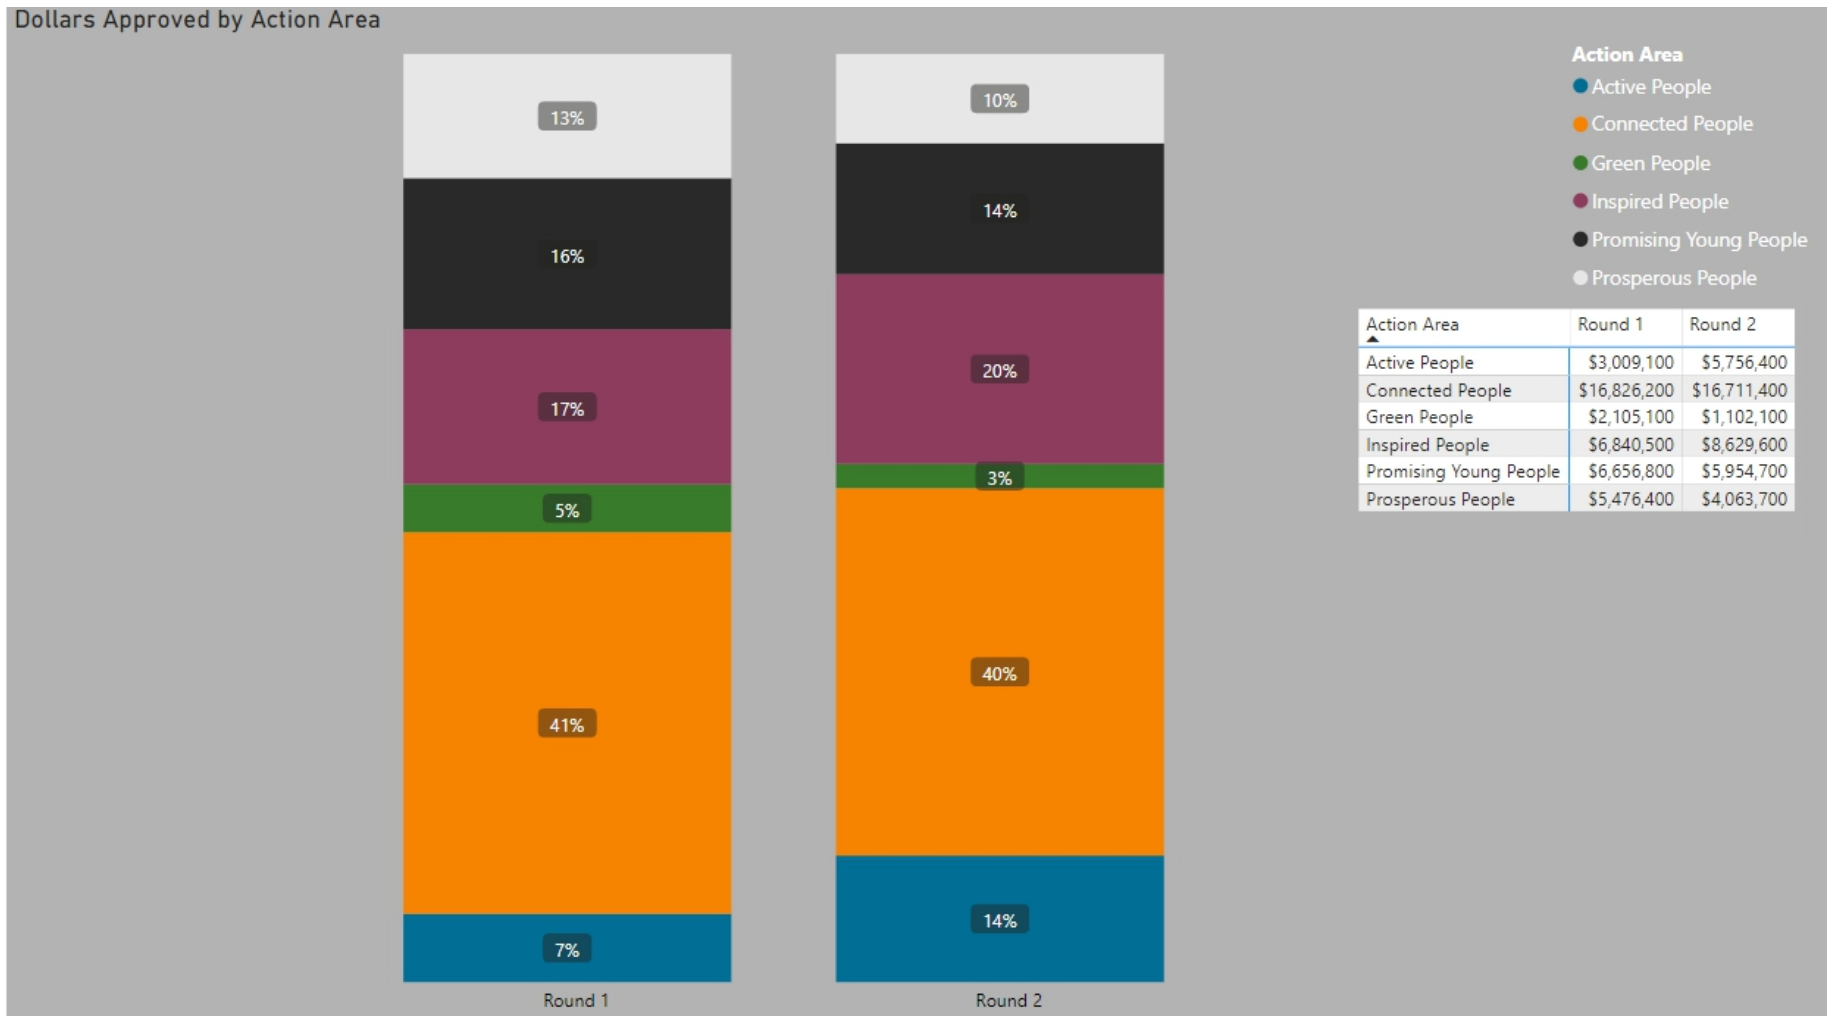 Dollars Approved by Action Area
13%
16%
17%
5%
41%
7%
Round 1
10%
14%
20%
3%
40%
14%
Round 2
Action Area
Active People
Connected People
Green People
Inspired People
Promising Young People
Prosperous People
Action Area Round 1 Round 2
Active People $3,009,100 $5,756,400
Connected People $16,826,200 $16,711,400
Green People $2,105,100 $1,102,100
Inspired People $6,840,500 $8,629,600
Promising Young People $6,656,800 $5,954,700
Prosperous People $5,476,400 $4,063,700